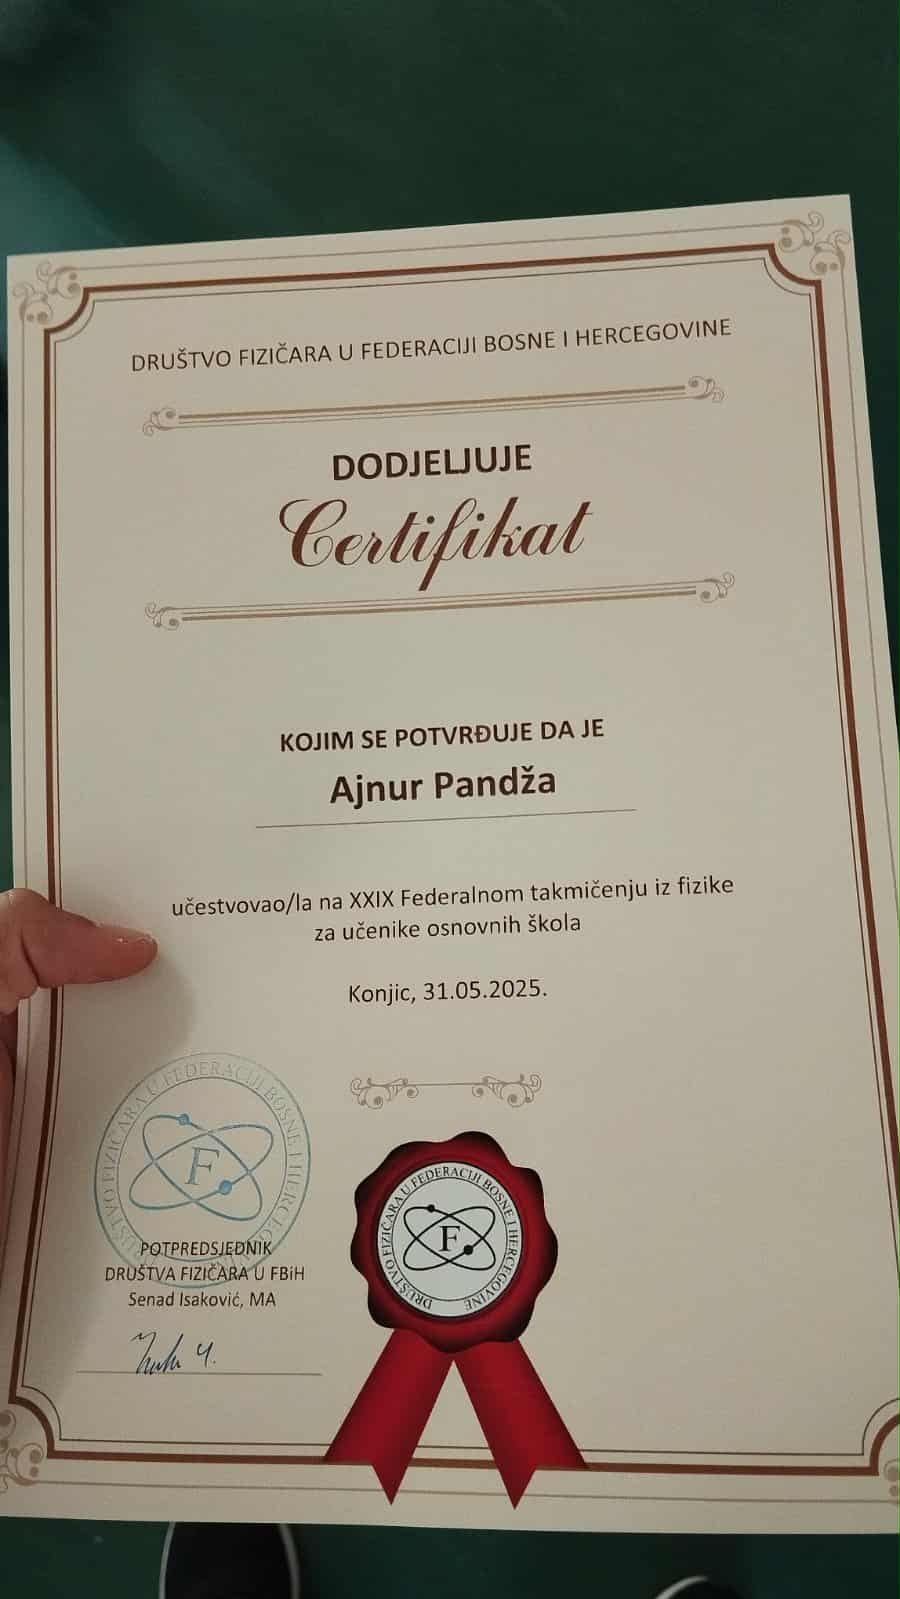 DRUŠTVO FIZIČARA U FEDERACIJI BOSNE I HERCEGOVINE
DODJELJUJE
Certifikat
KOJIM SE POTVRĐUJE DA JE
Ajnur Pandža
učestvovao/la na XXIX Federalnom takmičenju iz fizike
za učenike osnovnih škola
Konjic, 31.05.2025.
DRUŠTVO FIZIČARA U FEDERACIJI BOSNE I HERCEGOVINE
F
POTPREDSJEDNIK
DRUŠTVA FIZIČARA U FBiH
Senad Isaković, MA
DRUŠTVO FIZIČARA U FEDERACIJI BOSNE I HERCEGOVINE
F